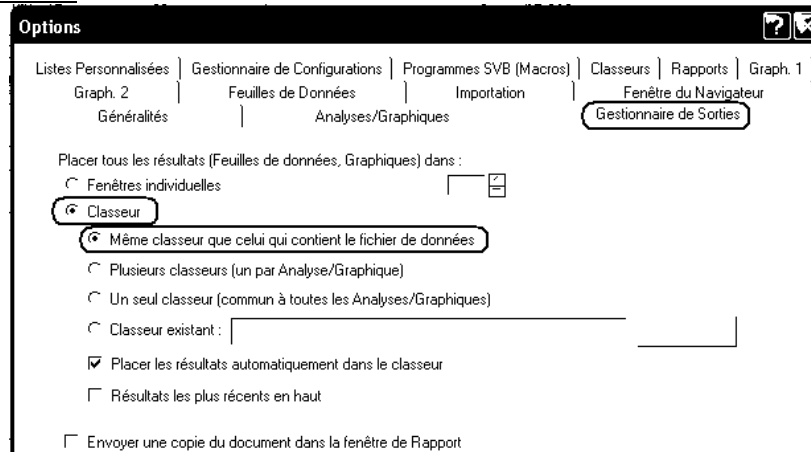 Options
Listes Personnalisées Gestionnaire de Configurations Programmes SVB (Macros) Classeurs Rapports Graph. 1
Graph. 2 Feuilles de Données Importation Fenêtre du Navigateur
Généralités Analyses/Graphiques Gestionnaire de Sorties
Placer tous les résultats (Feuilles de données, Graphiques) dans :
Fenêtres individuelles
Classeur
Même classeur que celui qui contient le fichier de données
Plusieurs classeurs (un par Analyse/Graphique)
Un seul classeur (commun à toutes les Analyses/Graphiques)
Classeur existant :
Placer les résultats automatiquement dans le classeur
Résultats les plus récents en haut
Envoyer une copie du document dans la fenêtre de Rapport